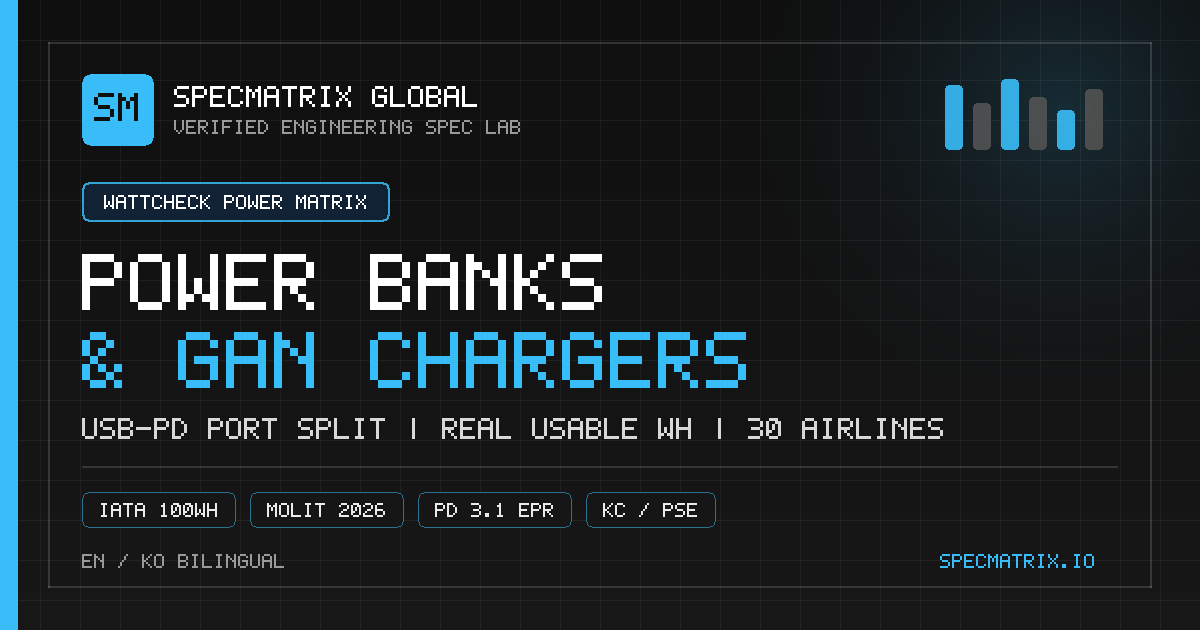 SM
SPECMATRIX GLOBAL
VERIFIED ENGINEERING SPEC LAB
WATTCHECK POWER MATRIX
POWER BANKS
& GAN CHARGERS
USB-PD PORT SPLIT | REAL USABLE WH | 30 AIRLINES
IATA 100WH
MOLIT 2026
PD 3.1 EPR
KC / PSE
EN / KO BILINGUAL
SPECMATRIX.IO